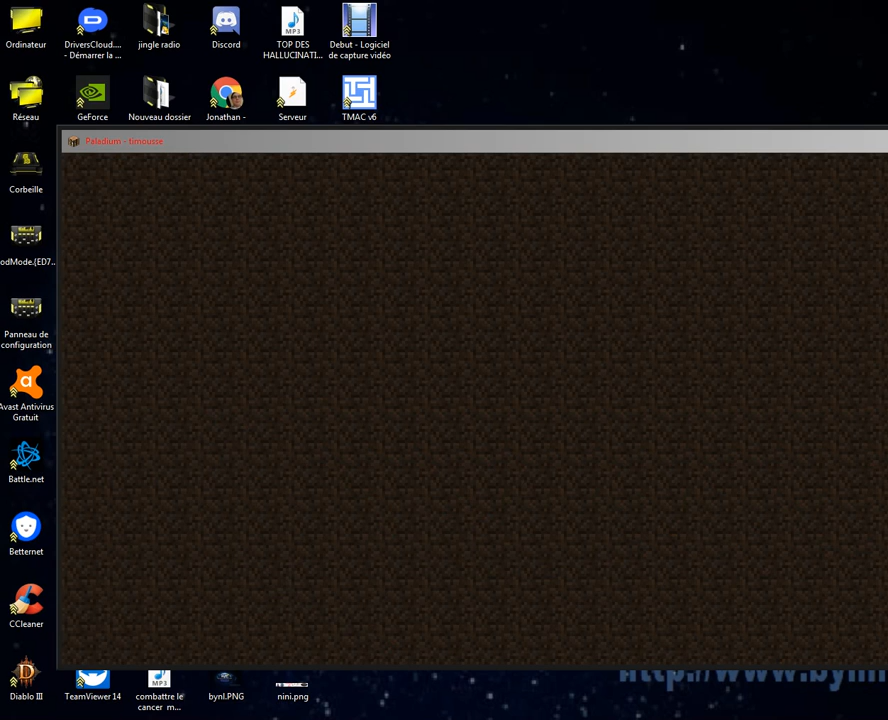 Ordinateur
DriversCloud....
- Démarrer la ...
jingle radio
Discord
TOP DES
HALLUCINATI...
MP3
Debut - Logiciel
de capture vidéo
Réseau
GeForce
Nouveau dossier
Jonathan -
Serveur
TMAC v6
Paladium - timousse
Corbeille
odMode.{ED7...
Panneau de
configuration
Avast Antivirus
Gratuit
Battle.net
Betternet
CCleaner
Diablo III
TeamViewer 14
MP3
combattre le
cancer m...
bynl.PNG
nini.png